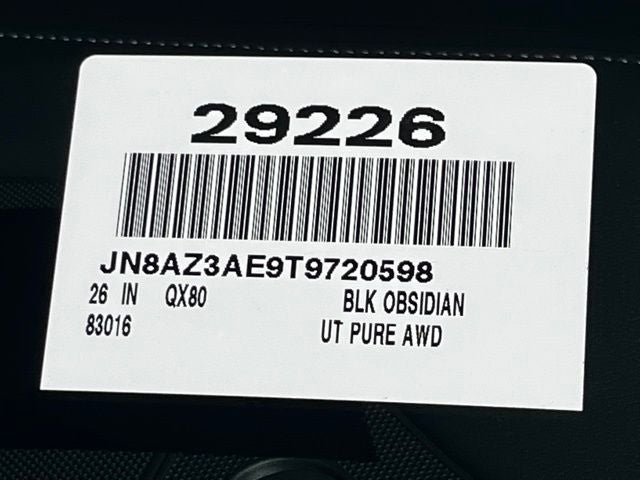 29226
JN8AZ3AE9T9720598
26 IN QX80 BLK OBSIDIAN
83016 UT PURE AWD